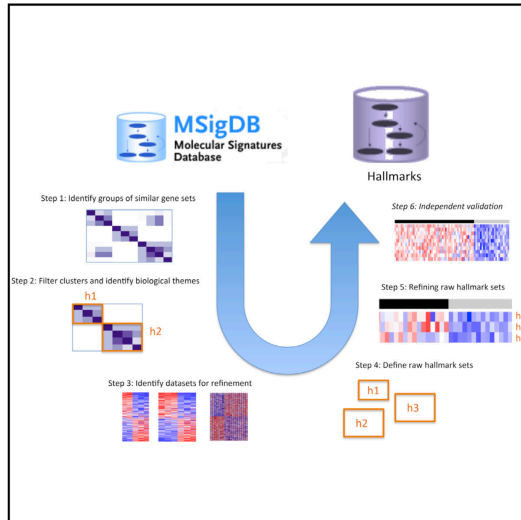 MSigDB
Molecular Signatures
Database
Hallmarks
Step 1: Identify groups of similar gene sets
Step 2: Filter clusters and identify biological themes
h1
h2
Step 3: Identify datasets for refinement
Step 6: Independent validation
Step 5: Refining raw hallmark sets
h
h
h
Step 4: Define raw hallmark sets
h1
h3
h2